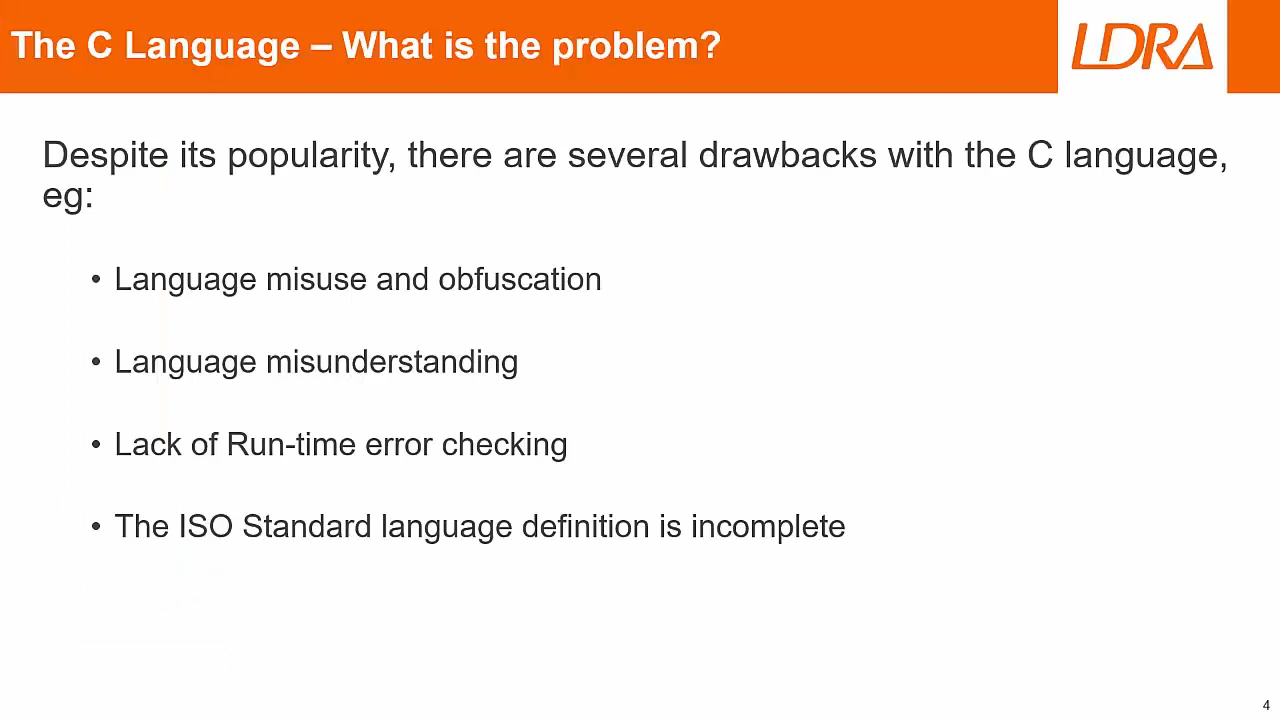 The C Language – What is the problem?
LDRA
Despite its popularity, there are several drawbacks with the C language,
eg:
• Language misuse and obfuscation
• Language misunderstanding
• Lack of Run-time error checking
• The ISO Standard language definition is incomplete
4